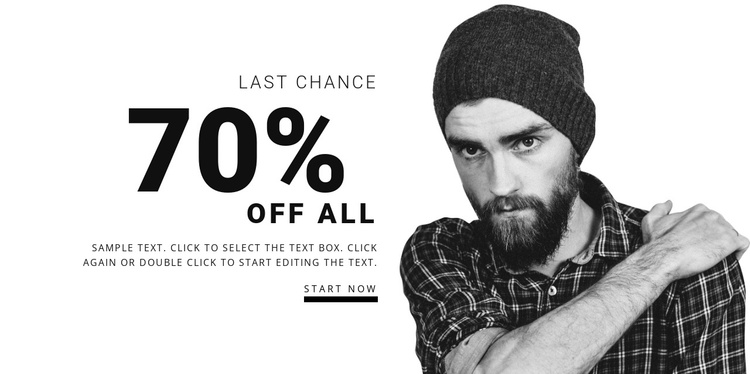 LAST CHANCE
70%
OFF ALL
SAMPLE TEXT. CLICK TO SELECT THE TEXT BOX. CLICK
AGAIN OR DOUBLE CLICK TO START EDITING THE TEXT.
START NOW